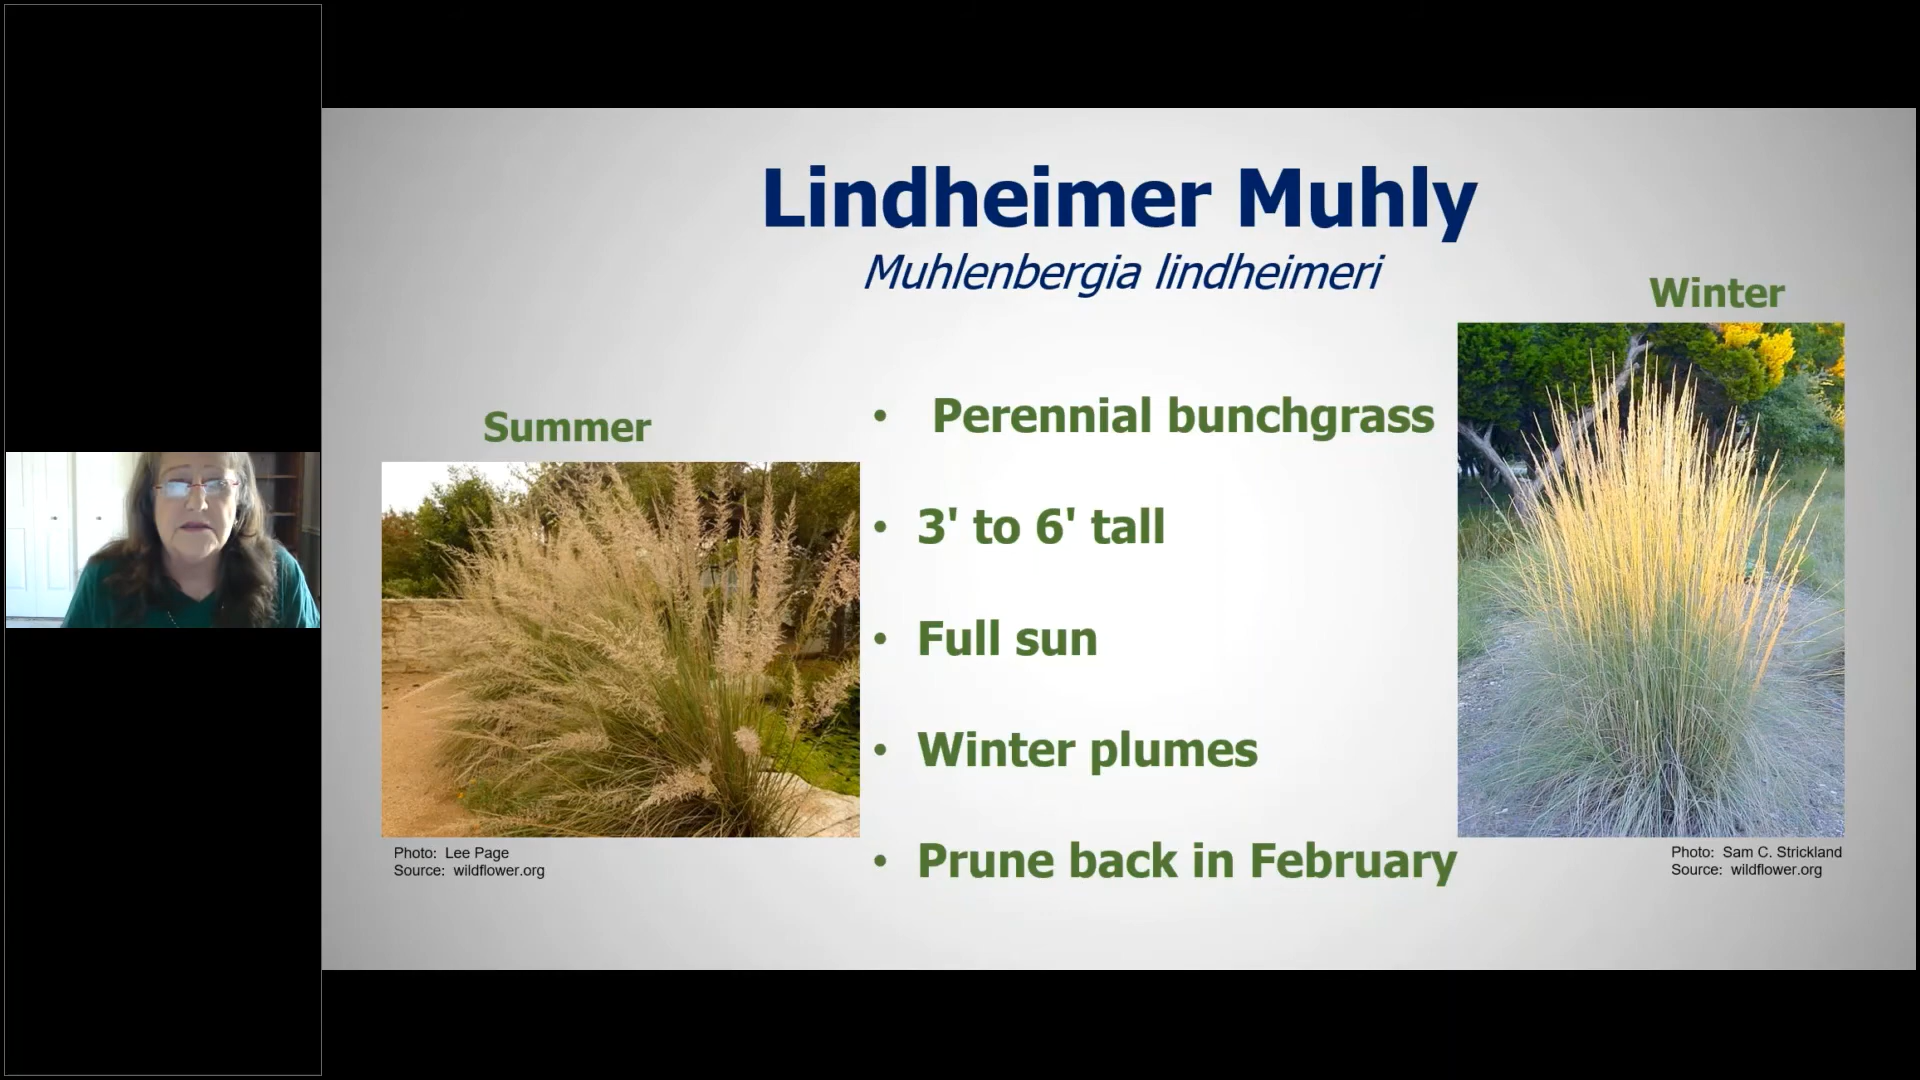 Lindheimer Muhly
Muhlenbergia lindheimeri
Winter
Summer
• Perennial bunchgrass
• 3' to 6' tall
• Full sun
• Winter plumes
• Prune back in February
Photo: Lee Page
Source: wildflower.org
Photo: Sam C. Strickland
Source: wildflower.org